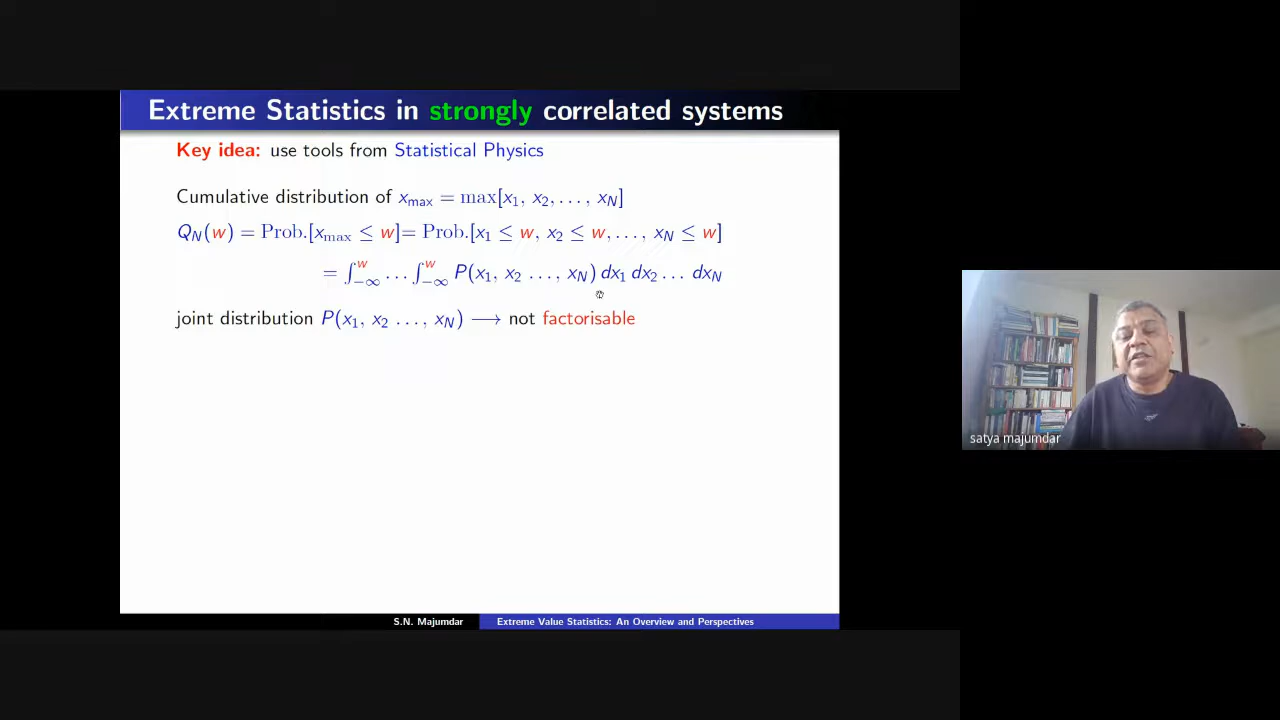 Extreme Statistics in strongly correlated systems
Key idea: use tools from Statistical Physics
Cumulative distribution of x_max = max[x_1, x_2, ..., x_N]
Q_N(w) = Prob.[x_max ≤ w]= Prob.[x_1 ≤ w, x_2 ≤ w, ..., x_N ≤ w]
= ∫_{-∞}^{w} ... ∫_{-∞}^{w} P(x_1, x_2 ..., x_N) dx_1 dx_2 ... dx_N
joint distribution P(x_1, x_2 ..., x_N) ⟶ not factorisable
satya majumdar
S.N. Majumdar Extreme Value Statistics: An Overview and Perspectives